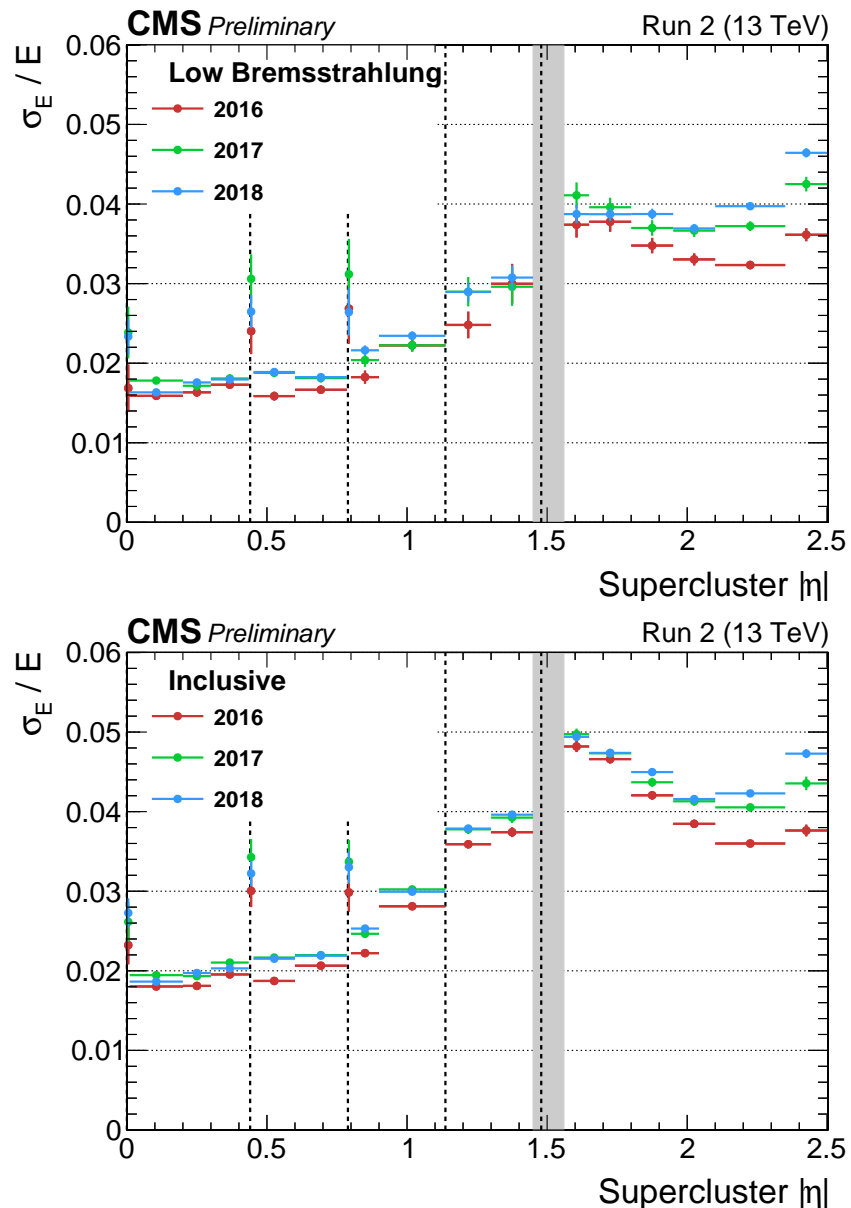 CMS Preliminary Run 2 (13 TeV)
σE / E
0.06
Low Bremsstrahlung
2016
2017
2018
0.05
0.04
0.03
0.02
0.01
0
0 0.5 1 1.5 2 2.5
Supercluster |η|
CMS Preliminary Run 2 (13 TeV)
σE / E
0.06
Inclusive
2016
2017
2018
0.05
0.04
0.03
0.02
0.01
0
0 0.5 1 1.5 2 2.5
Supercluster |η|